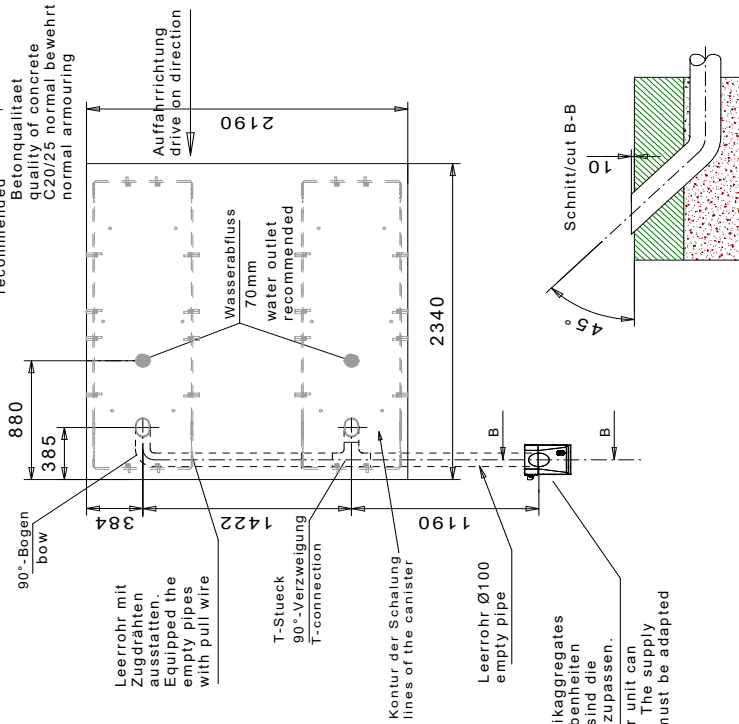 recommended
Betonqualitaet
quality of concrete
C20/25 normal bewehrt
normal armouring
Auffahrrichtung
drive on direction
2190
880
385
90°-Bogen
bow
384
1422
1190
Wasserabfluss
70mm
water outlet
recommended
2340
Schnitt/cut B-B
10
45°
Leerrohr mit
Zugdrähten
ausstatten.
Equipped the
empty pipes
with pull wire
T-Stueck
90°-Verzweigung
T-connection
Kontur der Schalung
lines of the canister
Leerrohr Ø100
empty pipe
B
B
sind die
unit can
The supply
must be adapted